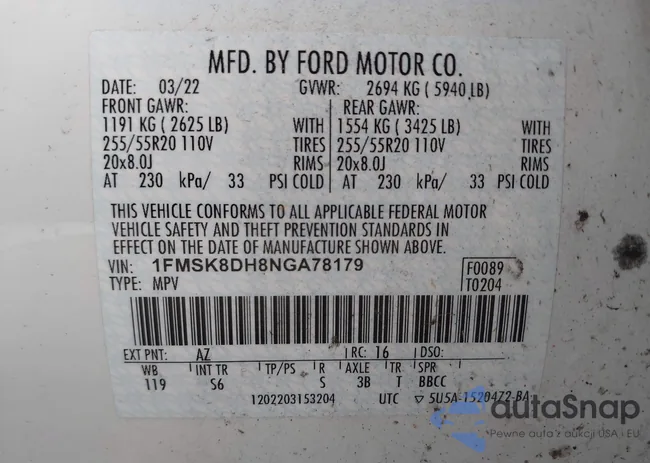 MFD. BY FORD MOTOR CO.
DATE: 03/22 GVWR: 2694 KG ( 5940 LB)
FRONT GAWR: REAR GAWR:
1191 KG ( 2625 LB) WITH 1554 KG ( 3425 LB) WITH
255/55R20 110V TIRES 255/55R20 110V TIRES
20x8.0J RIMS 20x8.0J RIMS
AT 230 kPa/ 33 PSI COLD AT 230 kPa/ 33 PSI COLD
THIS VEHICLE CONFORMS TO ALL APPLICABLE FEDERAL MOTOR
VEHICLE SAFETY AND THEFT PREVENTION STANDARDS IN
EFFECT ON THE DATE OF MANUFACTURE SHOWN ABOVE.
VIN: 1FMSK8DH8NGA78179 F0089
TYPE: MPV T0204
EXT PNT: AZ RC: 16 DSO:
WB INT TR TP/PS R AXLE TR SPR
119 S6 S 3B T BBCC
1202203153204 UTC ▽ 5U5A-1520472-BA
autaSnap
Pewne auta z aukcji USA i EU